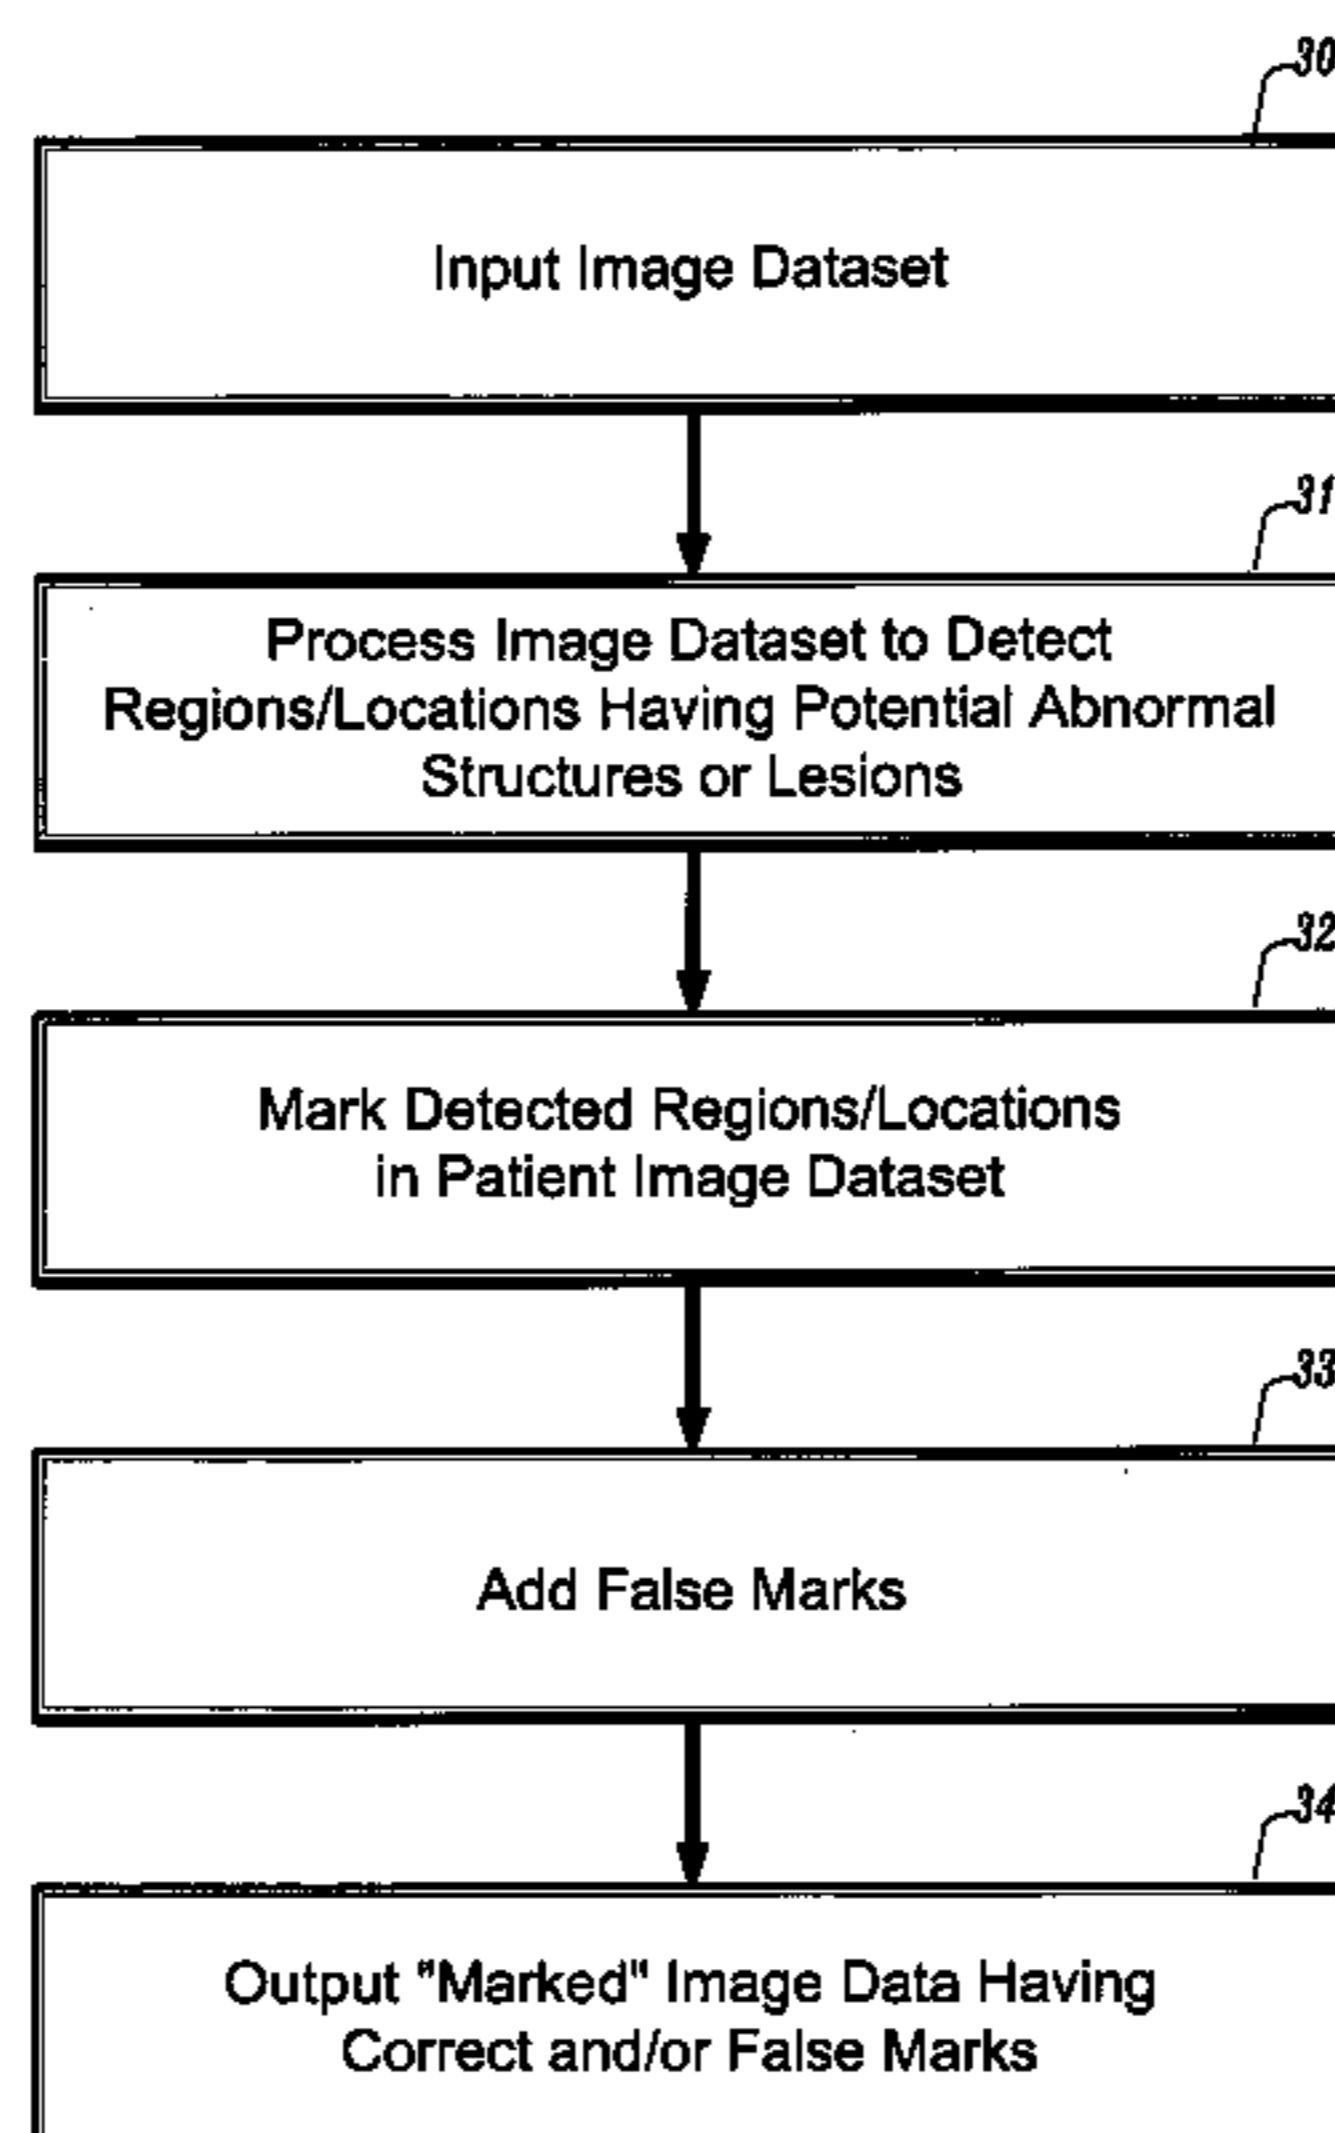 30
Input Image Dataset
31
Process Image Dataset to Detect
Regions/Locations Having Potential Abnormal
Structures or Lesions
32
Mark Detected Regions/Locations
in Patient Image Dataset
33
Add False Marks
34
Output "Marked" Image Data Having
Correct and/or False Marks